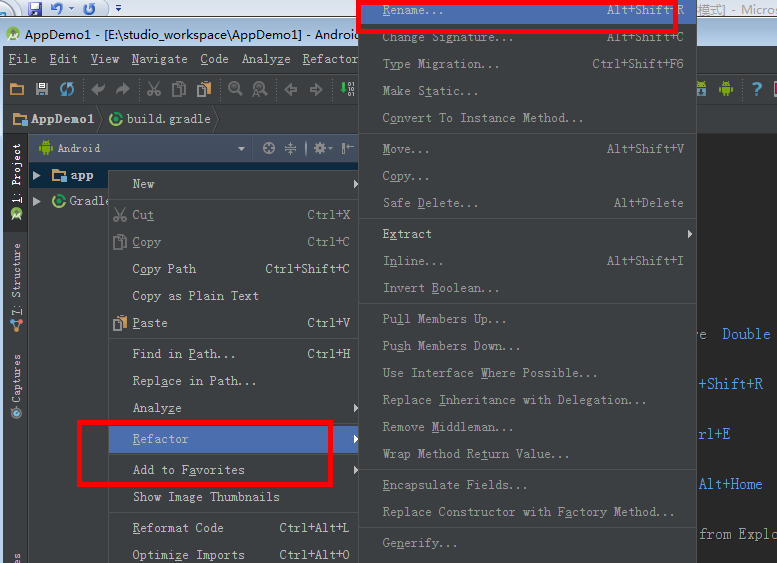 模式] - Micros
AppDemo1 - [E:\studio_workspace\AppDemo1] - Android
File Edit View Navigate Code Analyze Refactor
AppDemo1 build.gradle
1: Project
7: Structure
Captures
Android
app
Gradle
New
Cut Ctrl+X
Copy Ctrl+C
Copy Path Ctrl+Shift+C
Copy as Plain Text
Paste Ctrl+V
Find in Path... Ctrl+H
Replace in Path...
Analyze
Refactor
Add to Favorites
Show Image Thumbnails
Reformat Code Ctrl+Alt+L
Optimize Imports Ctrl+Alt+O
Rename... Alt+Shift+R
Change Signature... Alt+Shift+C
Type Migration... Ctrl+Shift+F6
Make Static...
Convert To Instance Method...
Move... Alt+Shift+V
Copy...
Safe Delete... Alt+Delete
Extract
Inline... Alt+Shift+I
Invert Boolean...
Pull Members Up...
Push Members Down...
Use Interface Where Possible...
Replace Inheritance with Delegation...
Remove Middleman...
Wrap Method Return Value...
Encapsulate Fields...
Replace Constructor with Factory Method...
Generify...
re Double
+Shift+R
rl+E
Alt+Home
from Explo